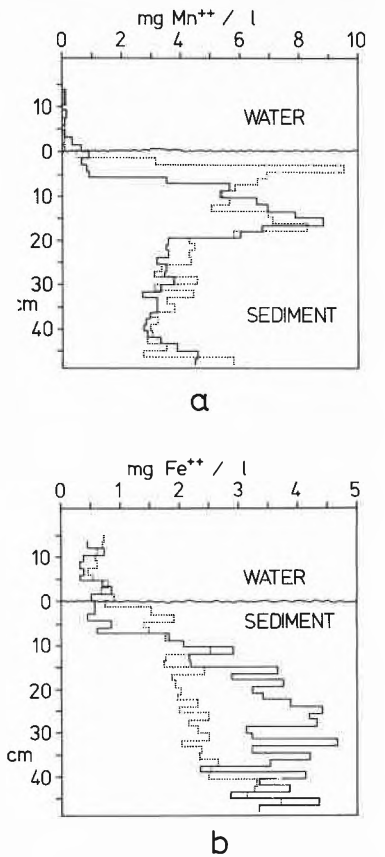 mg Mn++ / l
0 2 4 6 8 10
10
WATER
0
10
20
30
cm
SEDIMENT
40
a
mg Fe++ / l
0 1 2 3 4 5
10
WATER
0
SEDIMENT
10
20
30
cm
40
b